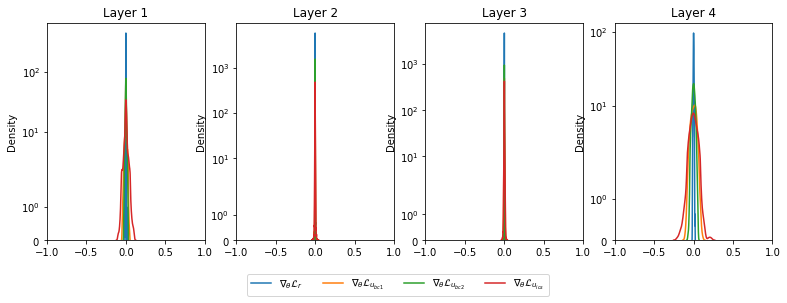 Layer 1 Layer 2 Layer 3 Layer 4
Density Density Density Density
10² 10³ 10³ 10²
10¹ 10² 10² 10¹
10⁰ 10¹ 10¹ 10⁰
0 10⁰ 10⁰ 0
0 0
−1.0 −0.5 0.0 0.5 1.0 −1.0 −0.5 0.0 0.5 1.0 −1.0 −0.5 0.0 0.5 1.0 −1.0 −0.5 0.0 0.5 1.0
∇θℒr ∇θℒu_bc1 ∇θℒu_bc2 ∇θℒu_ics